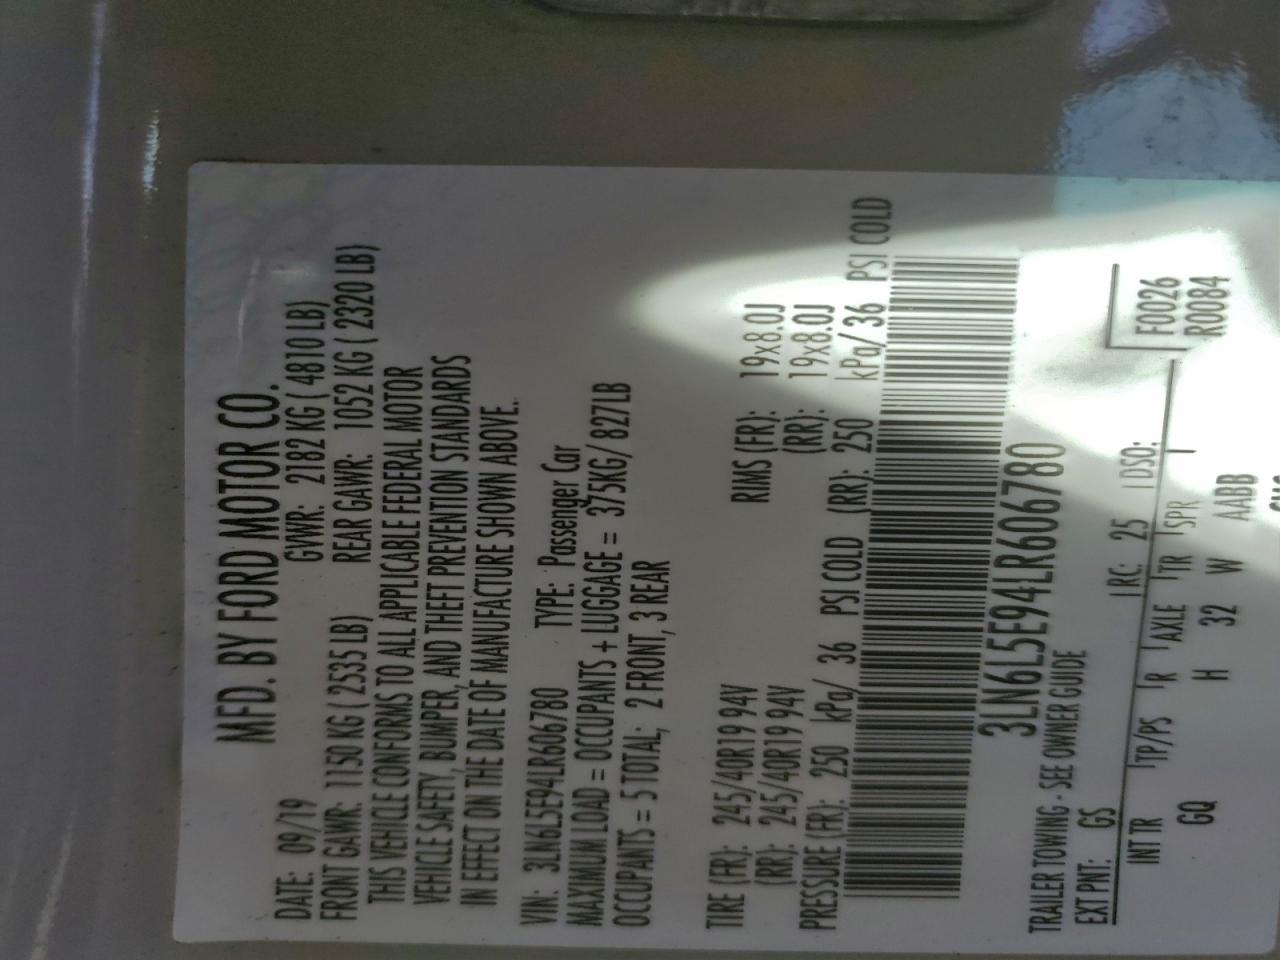 MFD. BY FORD MOTOR CO.
DATE: 09/19 GVWR: 2182 KG ( 4810 LB)
FRONT GAWR: 1150 KG ( 2535 LB) REAR GAWR: 1052 KG ( 2320 LB)
THIS VEHICLE CONFORMS TO ALL APPLICABLE FEDERAL MOTOR
VEHICLE SAFETY, BUMPER, AND THEFT PREVENTION STANDARDS
IN EFFECT ON THE DATE OF MANUFACTURE SHOWN ABOVE.
VIN: 3LN6L5E94LR606780 TYPE: Passenger Car
MAXIMUM LOAD = OCCUPANTS + LUGGAGE = 375KG/ 827LB
OCCUPANTS = 5 TOTAL; 2 FRONT, 3 REAR
TIRE (FR): 245/40R19 94V RIMS (FR): 19x8.0J
(RR): 245/40R19 94V (RR): 19x8.0J
PRESSURE (FR): 250 kPa/ 36 PSI COLD (RR): 250 kPa/ 36 PSI COLD
3LN6L5E94LR606780
TRAILER TOWING - SEE OWNER GUIDE
EXT PNT: GS RC: 25 DSO: F0026
R0084
INT TR TP/PS R AXLE TR SPR
GQ H 32 W AABB